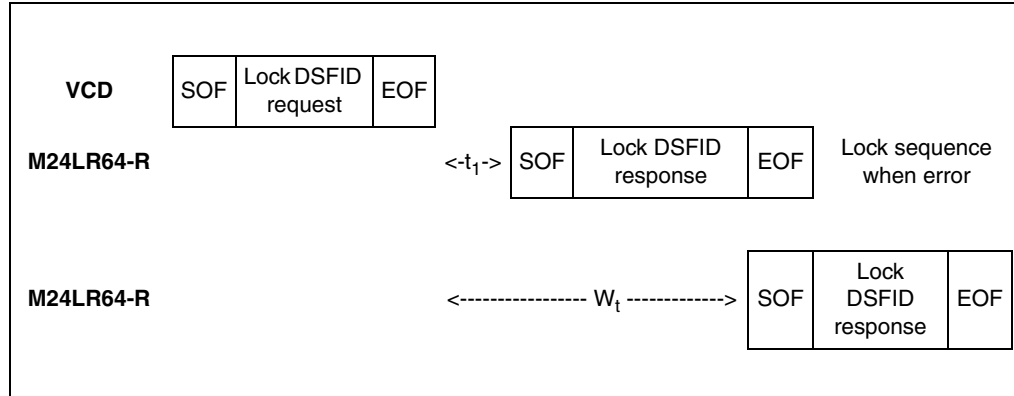 VCD SOF Lock DSFID request EOF
M24LR64-R <-t1-> SOF Lock DSFID response EOF Lock sequence when error
M24LR64-R <----------------- Wt -------------> SOF Lock DSFID response EOF